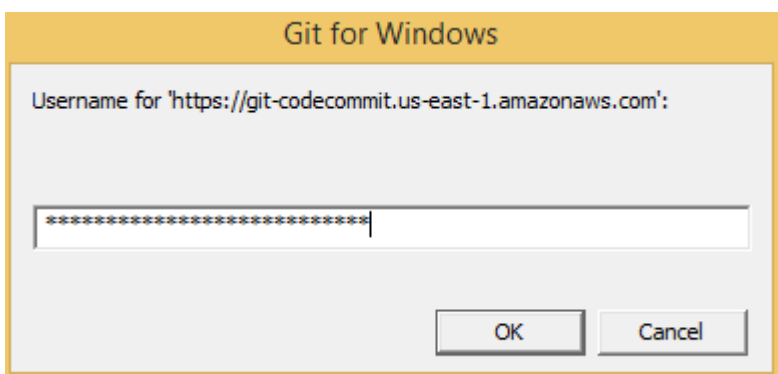 Git for Windows
Username for 'https://git-codecommit.us-east-1.amazonaws.com':
***************************
OK Cancel